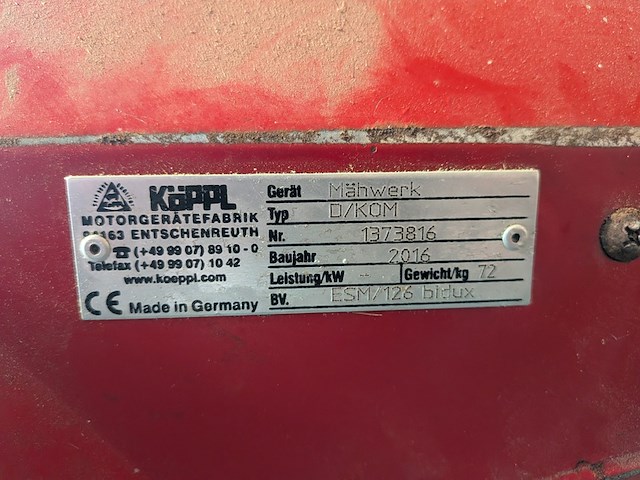 KÖPPL
MOTORGERÄTEFABRIK
ENTSCHENREUTH
☎ (+49 99 07) 89 10 - 0
Telefax (+49 99 07) 10 42
www.koeppl.com
CE Made in Germany
Gerät Mähwerk
Typ D/KOM
Nr. 1373816
Baujahr 2016
Leistung/kW - Gewicht/kg 72
BV. ESM/126 bidux